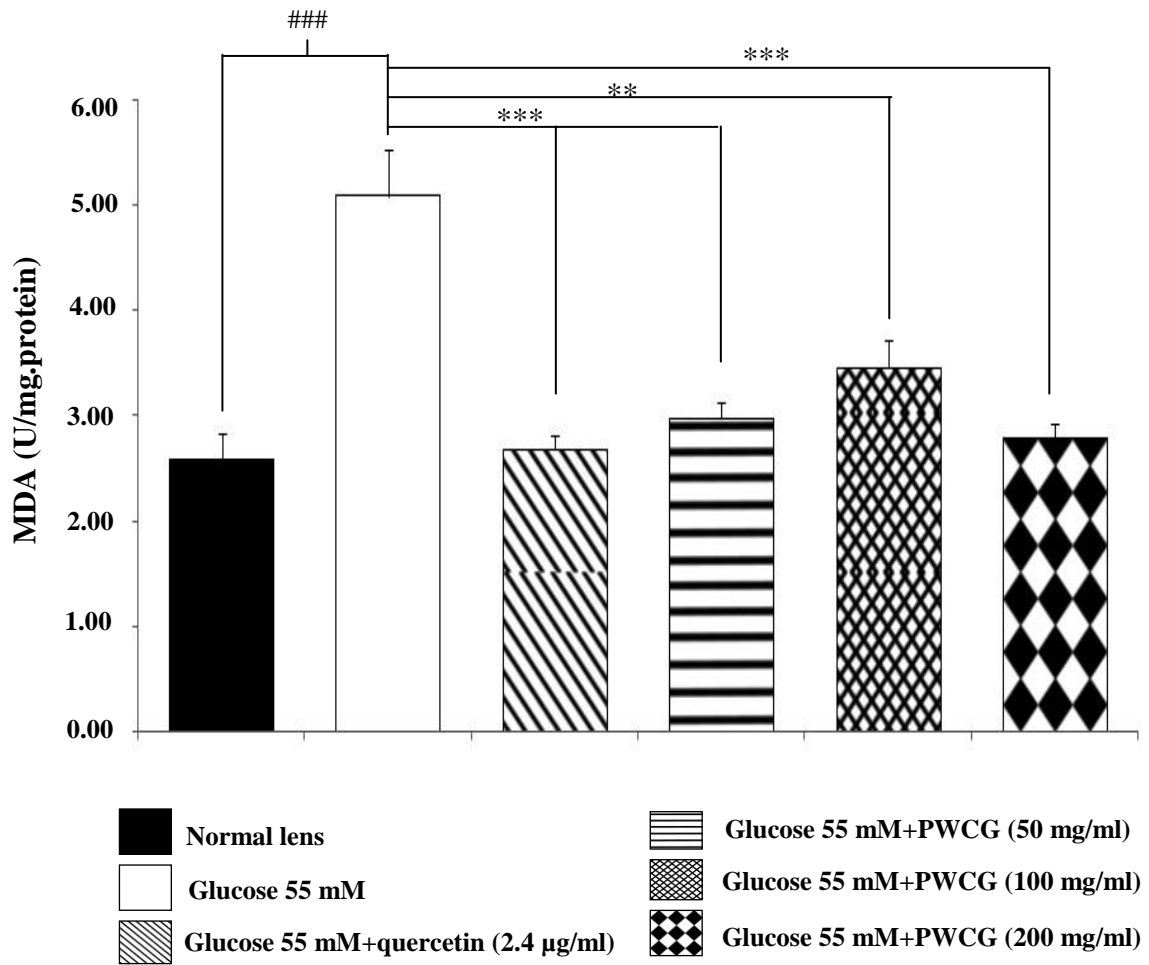 ###
***
**
***
6.00
5.00
4.00
3.00
2.00
1.00
0.00
MDA (U/mg.protein)
Normal lens
Glucose 55 mM
Glucose 55 mM+quercetin (2.4 µg/ml)
Glucose 55 mM+PWCG (50 mg/ml)
Glucose 55 mM+PWCG (100 mg/ml)
Glucose 55 mM+PWCG (200 mg/ml)